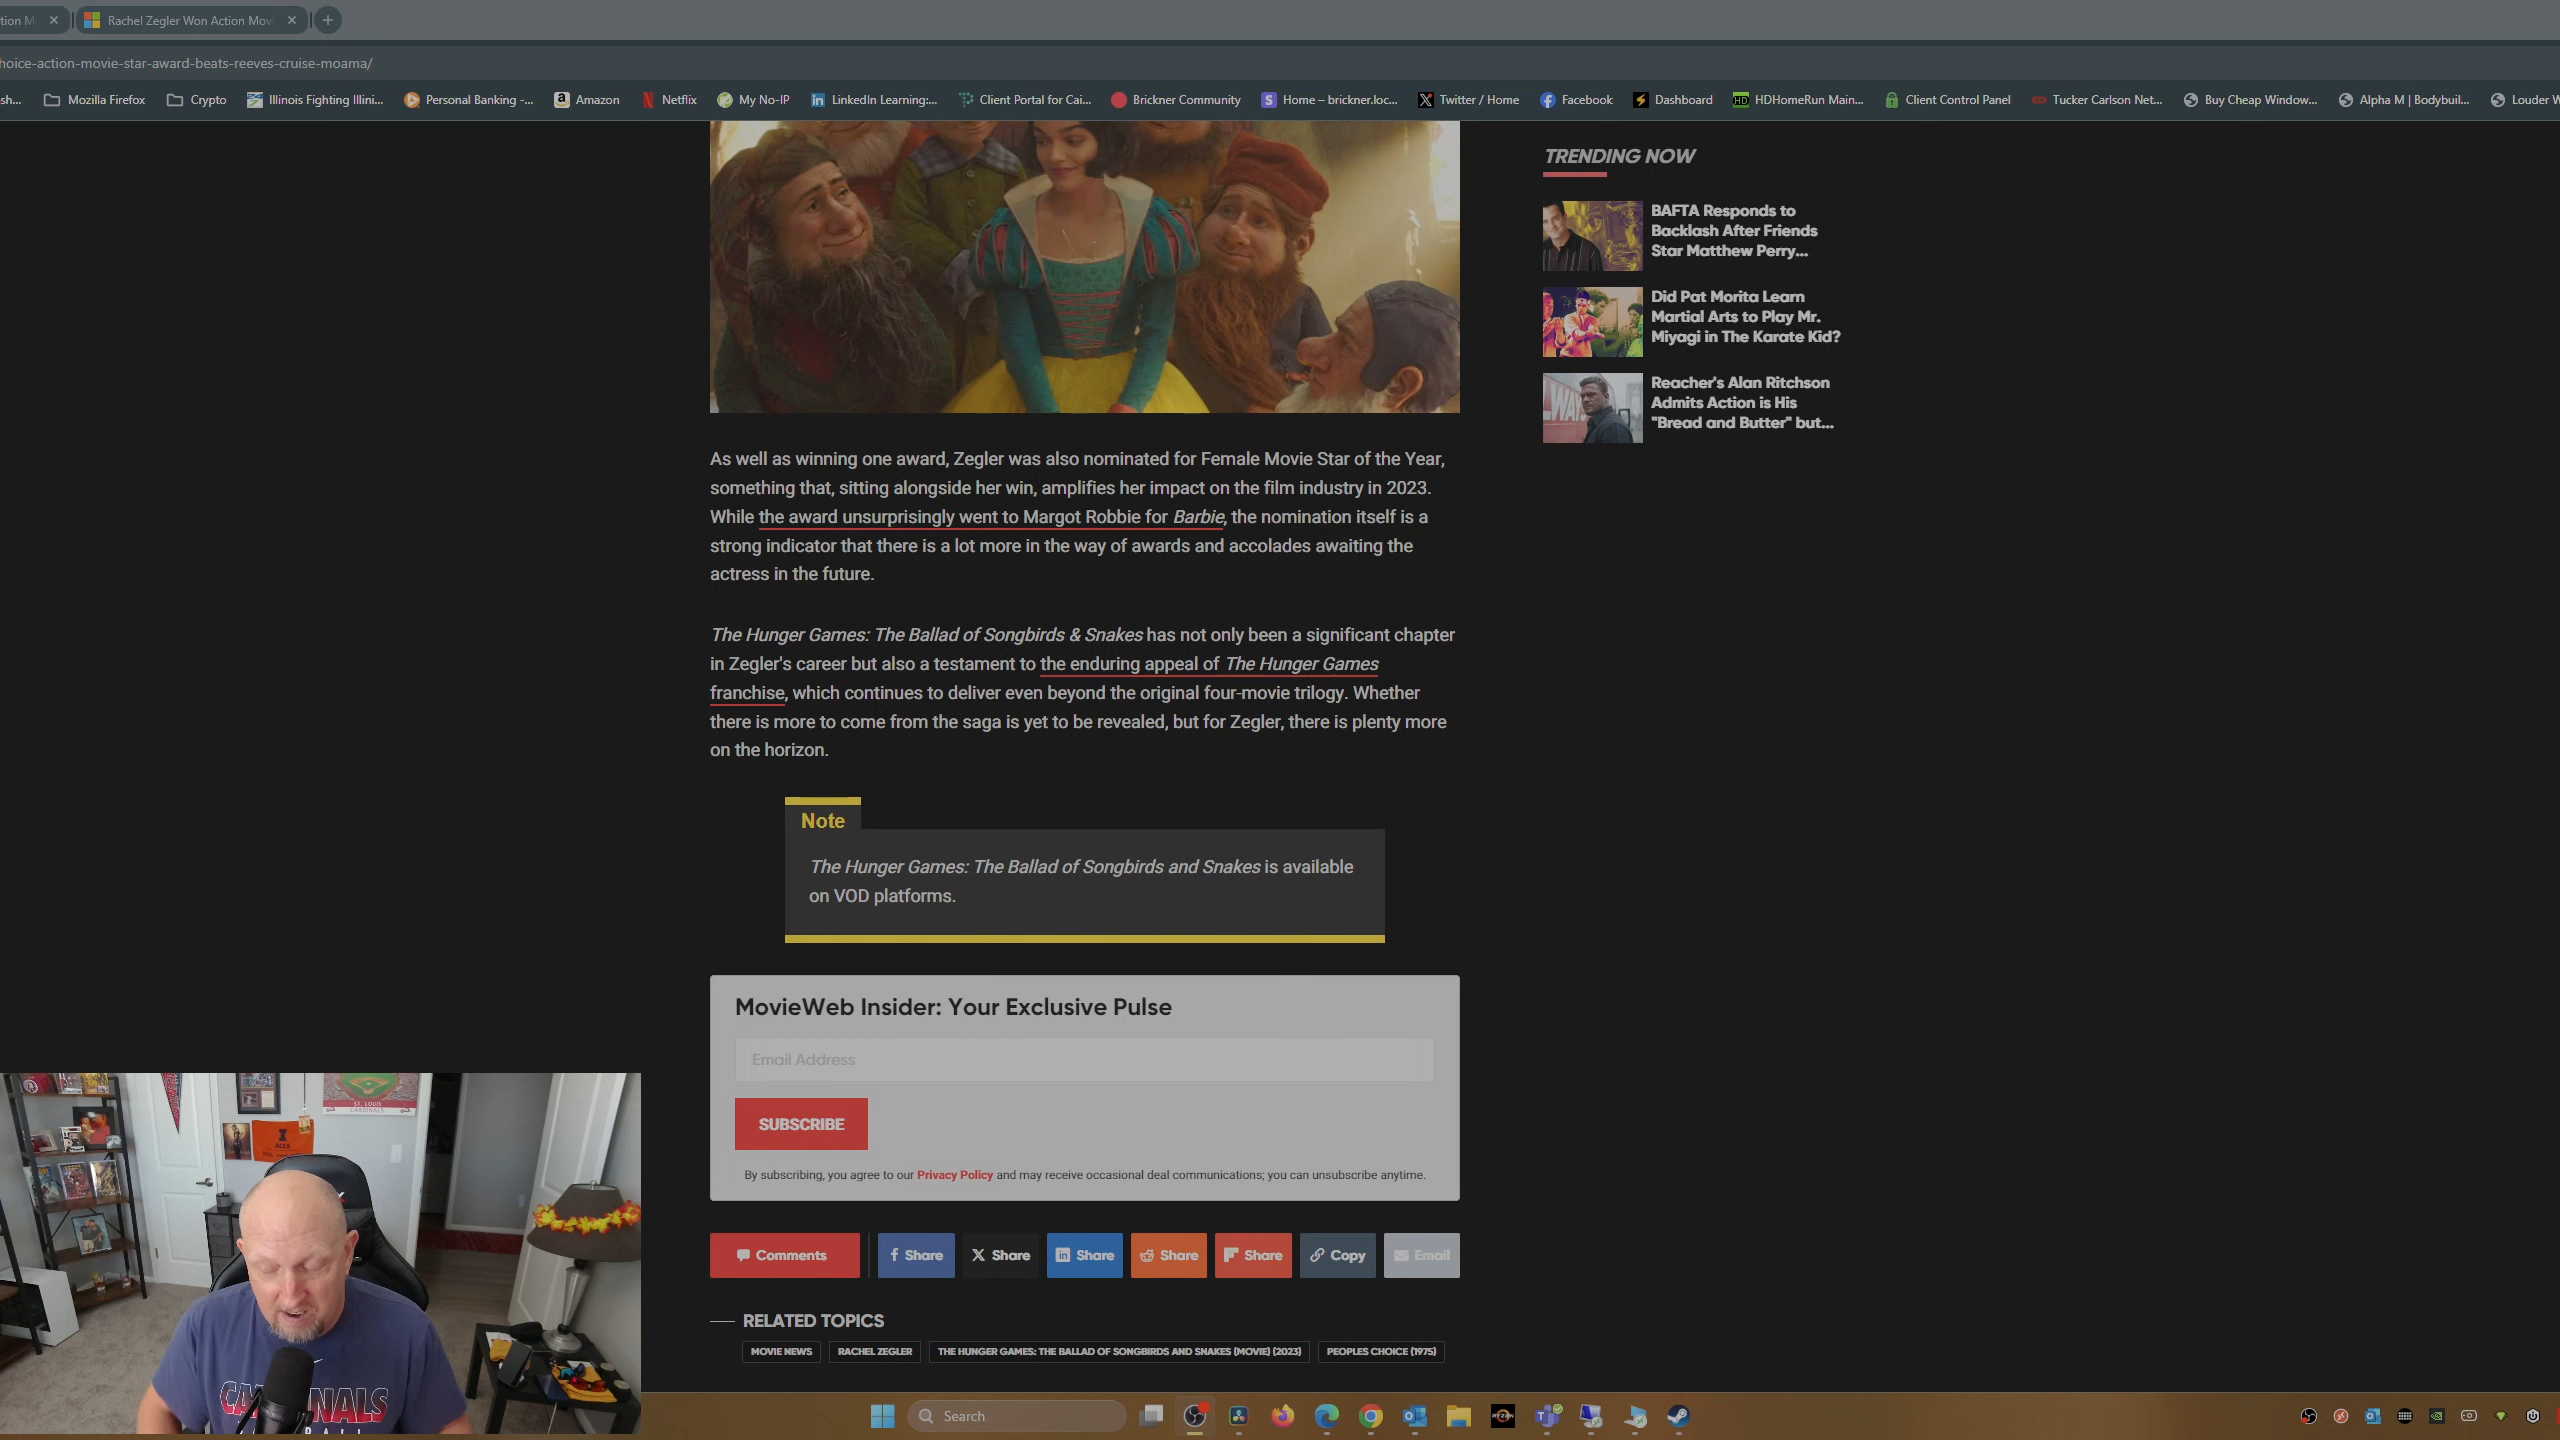 tion M
Rachel Zegler Won Action Mov
hoice-action-movie-star-award-beats-reeves-cruise-moama/
sh... Mozilla Firefox Crypto Illinois Fighting Illini... Personal Banking -... Amazon Netflix My No-IP LinkedIn Learning:... Client Portal for Cai... Brickner Community Home – brickner.loc... Twitter / Home Facebook Dashboard HDHomeRun Main... Client Control Panel Tucker Carlson Net... Buy Cheap Window... Alpha M | Bodybuil... Louder W
TRENDING NOW
BAFTA Responds to
Backlash After Friends
Star Matthew Perry...
Did Pat Morita Learn
Martial Arts to Play Mr.
Miyagi in The Karate Kid?
Reacher's Alan Ritchson
Admits Action is His
"Bread and Butter" but...
As well as winning one award, Zegler was also nominated for Female Movie Star of the Year,
something that, sitting alongside her win, amplifies her impact on the film industry in 2023.
While the award unsurprisingly went to Margot Robbie for Barbie, the nomination itself is a
strong indicator that there is a lot more in the way of awards and accolades awaiting the
actress in the future.
The Hunger Games: The Ballad of Songbirds & Snakes has not only been a significant chapter
in Zegler's career but also a testament to the enduring appeal of The Hunger Games
franchise, which continues to deliver even beyond the original four-movie trilogy. Whether
there is more to come from the saga is yet to be revealed, but for Zegler, there is plenty more
on the horizon.
Note
The Hunger Games: The Ballad of Songbirds and Snakes is available
on VOD platforms.
MovieWeb Insider: Your Exclusive Pulse
Email Address
SUBSCRIBE
By subscribing, you agree to our Privacy Policy and may receive occasional deal communications; you can unsubscribe anytime.
Comments Share Share Share Share Share Copy Email
RELATED TOPICS
MOVIE NEWS RACHEL ZEGLER THE HUNGER GAMES: THE BALLAD OF SONGBIRDS AND SNAKES (MOVIE) (2023) PEOPLES CHOICE (1975)
ST. LOUIS
CARDINALS
ACES
Search